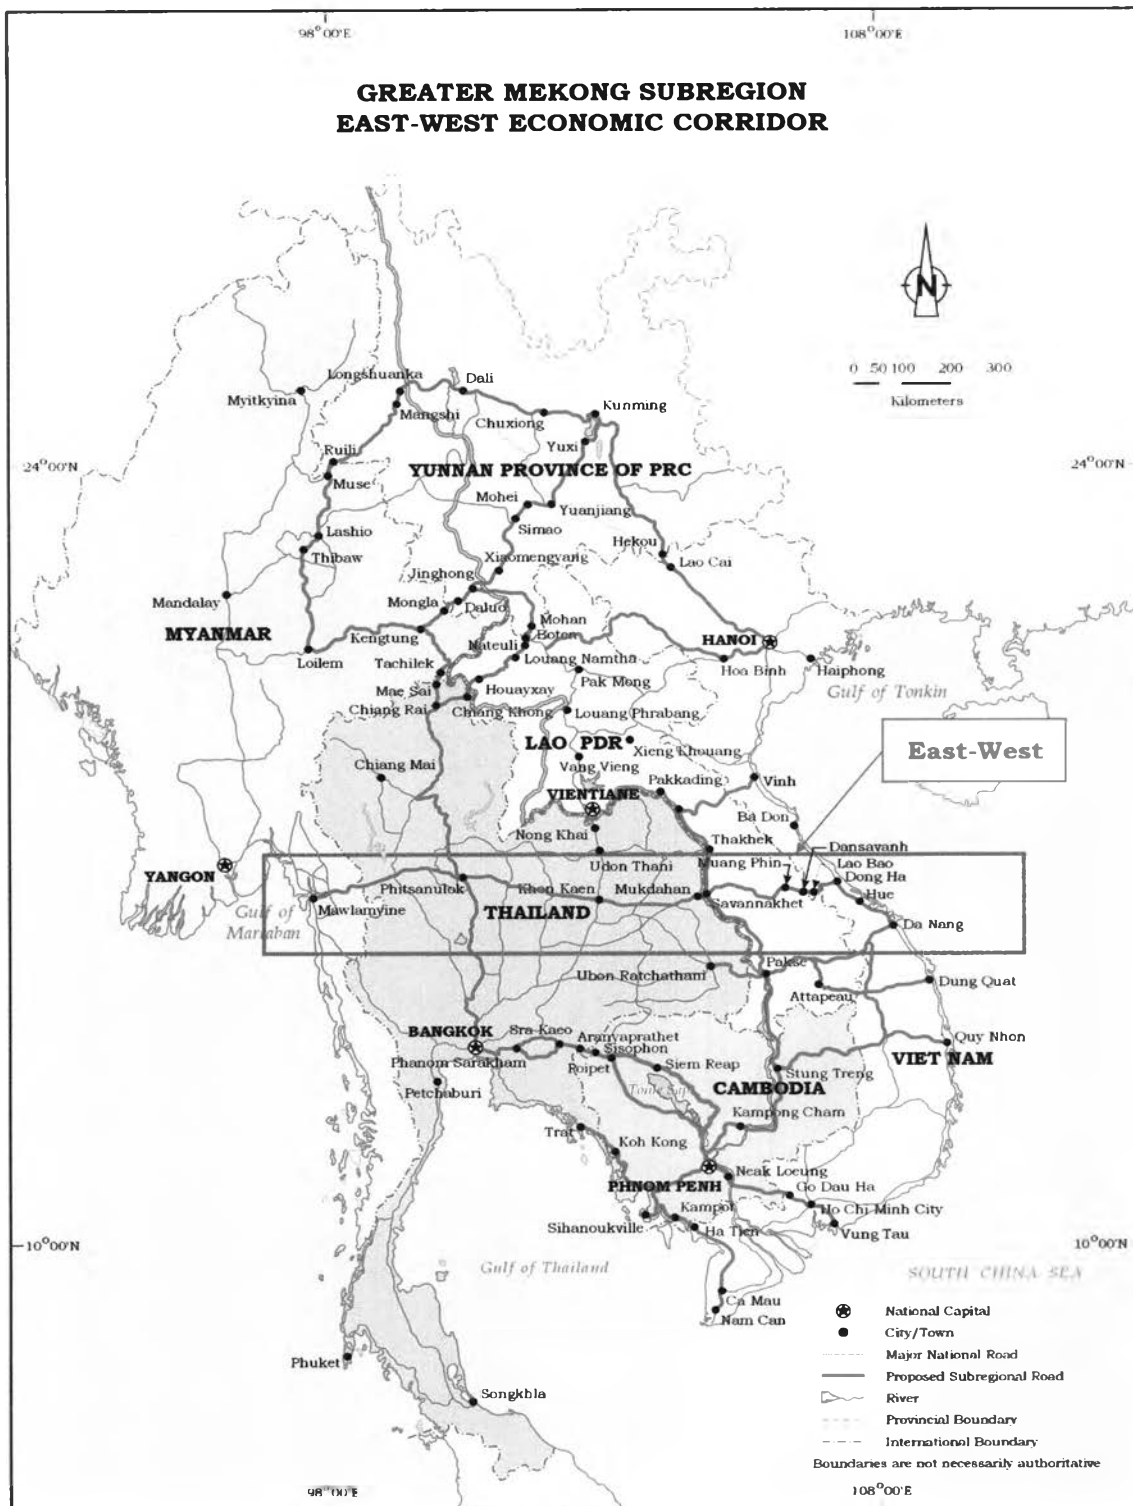 98°00'E
108°00'E
GREATER MEKONG SUBREGION
EAST-WEST ECONOMIC CORRIDOR
N
0 50 100 200 300
Kilometers
Longshuanka
Dali
Myitkyina
Mangshi
Kunming
Chuxiong
Yuxi
Ruili
24°00'N
YUNNAN PROVINCE OF PRC
24°00'N
Muse
Mohei
Yuanjiang
Simao
Lashio
Hekou
Thibaw
Xiaomengyang
Lao Cai
Jinghong
Mandalay
Mongla
Daluo
Mohan
MYANMAR
Kengtung
Boten
HANOI
Nateuli
Loilem
Louang Namtha
Tachilek
Hoa Binh
Haiphong
Pak Mong
Mae Sai
Houayxay
Gulf of Tonkin
Chiang Rai
Chiang Khong
Louang Phrabang
LAO PDR
Xieng Khouang
East-West
Chiang Mai
Vang Vieng
Pakkading
Vinh
VIENTIANE
Ba Don
Nong Khai
Thakhek
Dansavanh
Udon Thani
Muang Phin
Lao Bao
YANGON
Dong Ha
Phitsanulok
Khon Kaen
Mukdahan
Hue
Mawlamyine
THAILAND
Savannakhet
Gulf of
Martaban
Da Nang
Ubon Ratchathani
Pakse
Dung Quat
Attapeau
BANGKOK
Sra Kaeo
Aranyaprathet
Quy Nhon
Sisophon
VIET NAM
Phanom Sarakham
Poipet
Siem Reap
Stung Treng
Petchaburi
Tonle Sap
CAMBODIA
Kampong Cham
Trat
Koh Kong
Neak Loeung
PHNOM PENH
Go Dau Ha
Kampot
Ho Chi Minh City
Sihanoukville
Ha Tien
Vung Tau
10°00'N
10°00'N
Gulf of Thailand
SOUTH CHINA SEA
Ca Mau
Nam Can
National Capital
City/Town
Major National Road
Phuket
Proposed Subregional Road
Songkhla
River
Provincial Boundary
International Boundary
Boundaries are not necessarily authoritative
98°00'E
108°00'E